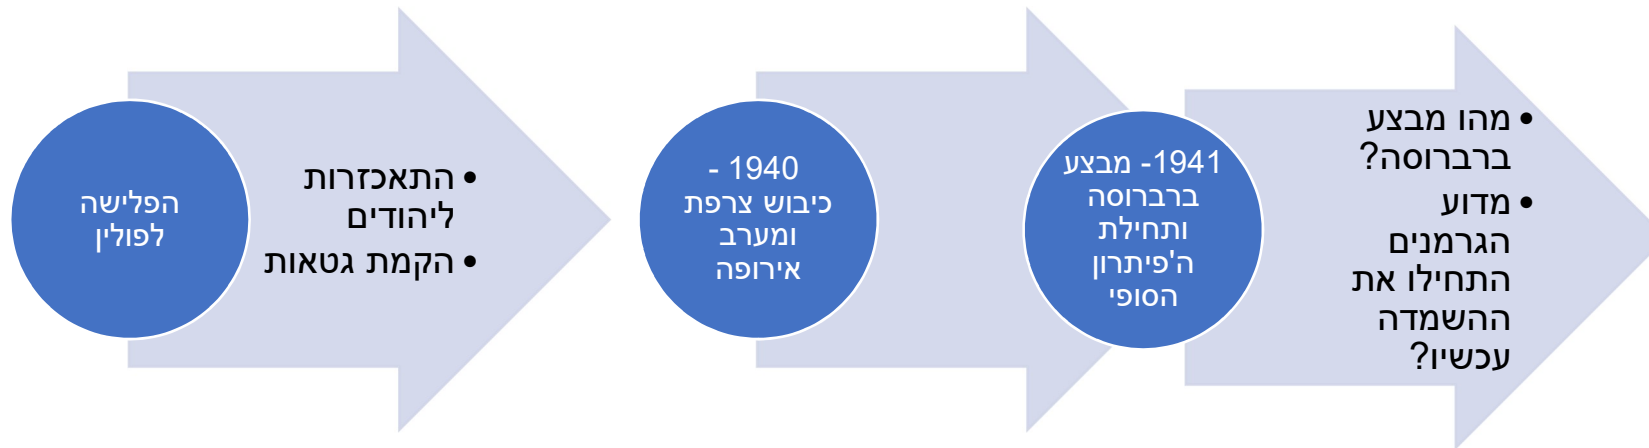 הפלישה
לפולין
• התאכזרות
ליהודים
• הקמת גטאות
1940 -
כיבוש צרפת
ומערב
אירופה
1941- מבצע
ברברוסה
ותחילת
ה'פיתרון
הסופי
• מהו מבצע
ברברוסה?
• מדוע
הגרמנים
התחילו את
ההשמדה
עכשיו?